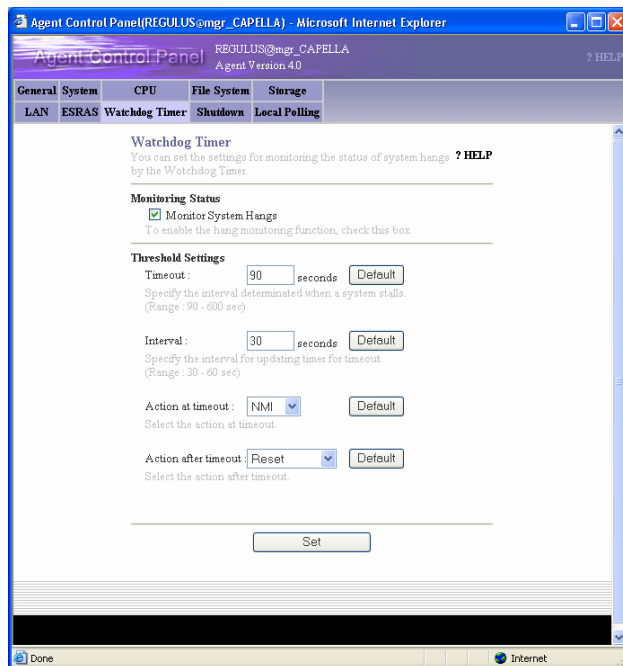 Agent Control Panel(REGULUS@mgr_CAPELLA) - Microsoft Internet Explorer
Agent Control Panel
REGULUS@mgr_CAPELLA
Agent Version 4.0
? HELP
General System CPU File System Storage
LAN ESRAS Watchdog Timer Shutdown Local Polling
Watchdog Timer
You can set the settings for monitoring the status of system hangs ? HELP
by the Wotchdog Timer.
Monitoring Status
Monitor System Hangs
To enable the hang monitoring function, check this box.
Threshold Settings
Timeout : 90 seconds Default
Specify the interval determinated when a system stalls.
(Range : 90 - 600 sec)
Interval : 30 seconds Default
Specify the interval for updating timer for timeout.
(Range : 30 - 60 sec)
Action at timeout : NMI Default
Select the action at timeout.
Action after timeout : Reset Default
Select the action after timeout.
Set
Done Internet